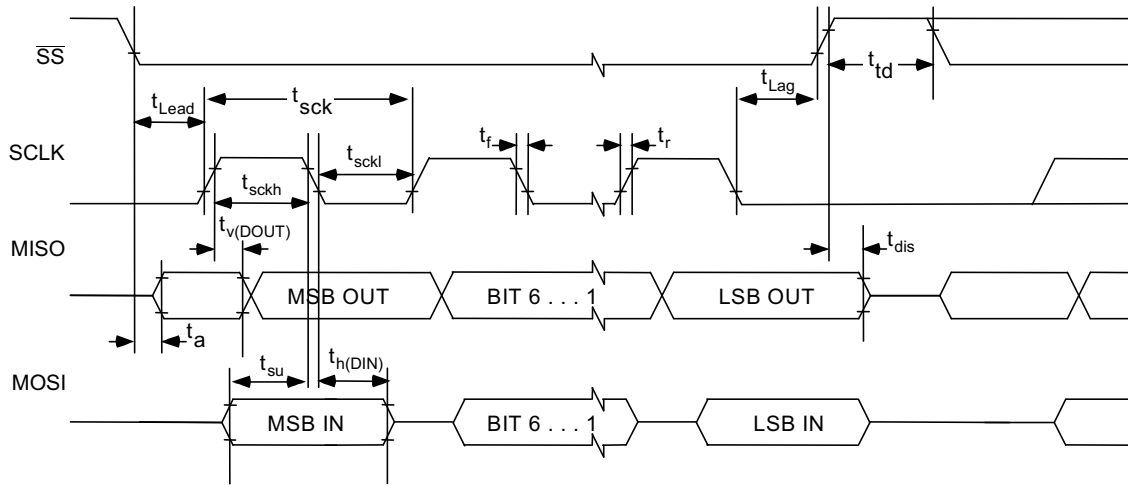 SS
t_td
t_Lag
t_Lead
t_sck
SCLK
t_f
t_r
t_sckl
t_sckh
t_v(DOUT)
MISO
t_dis
MSB OUT
BIT 6 . . . 1
LSB OUT
t_a
t_su
t_h(DIN)
MOSI
MSB IN
BIT 6 . . . 1
LSB IN